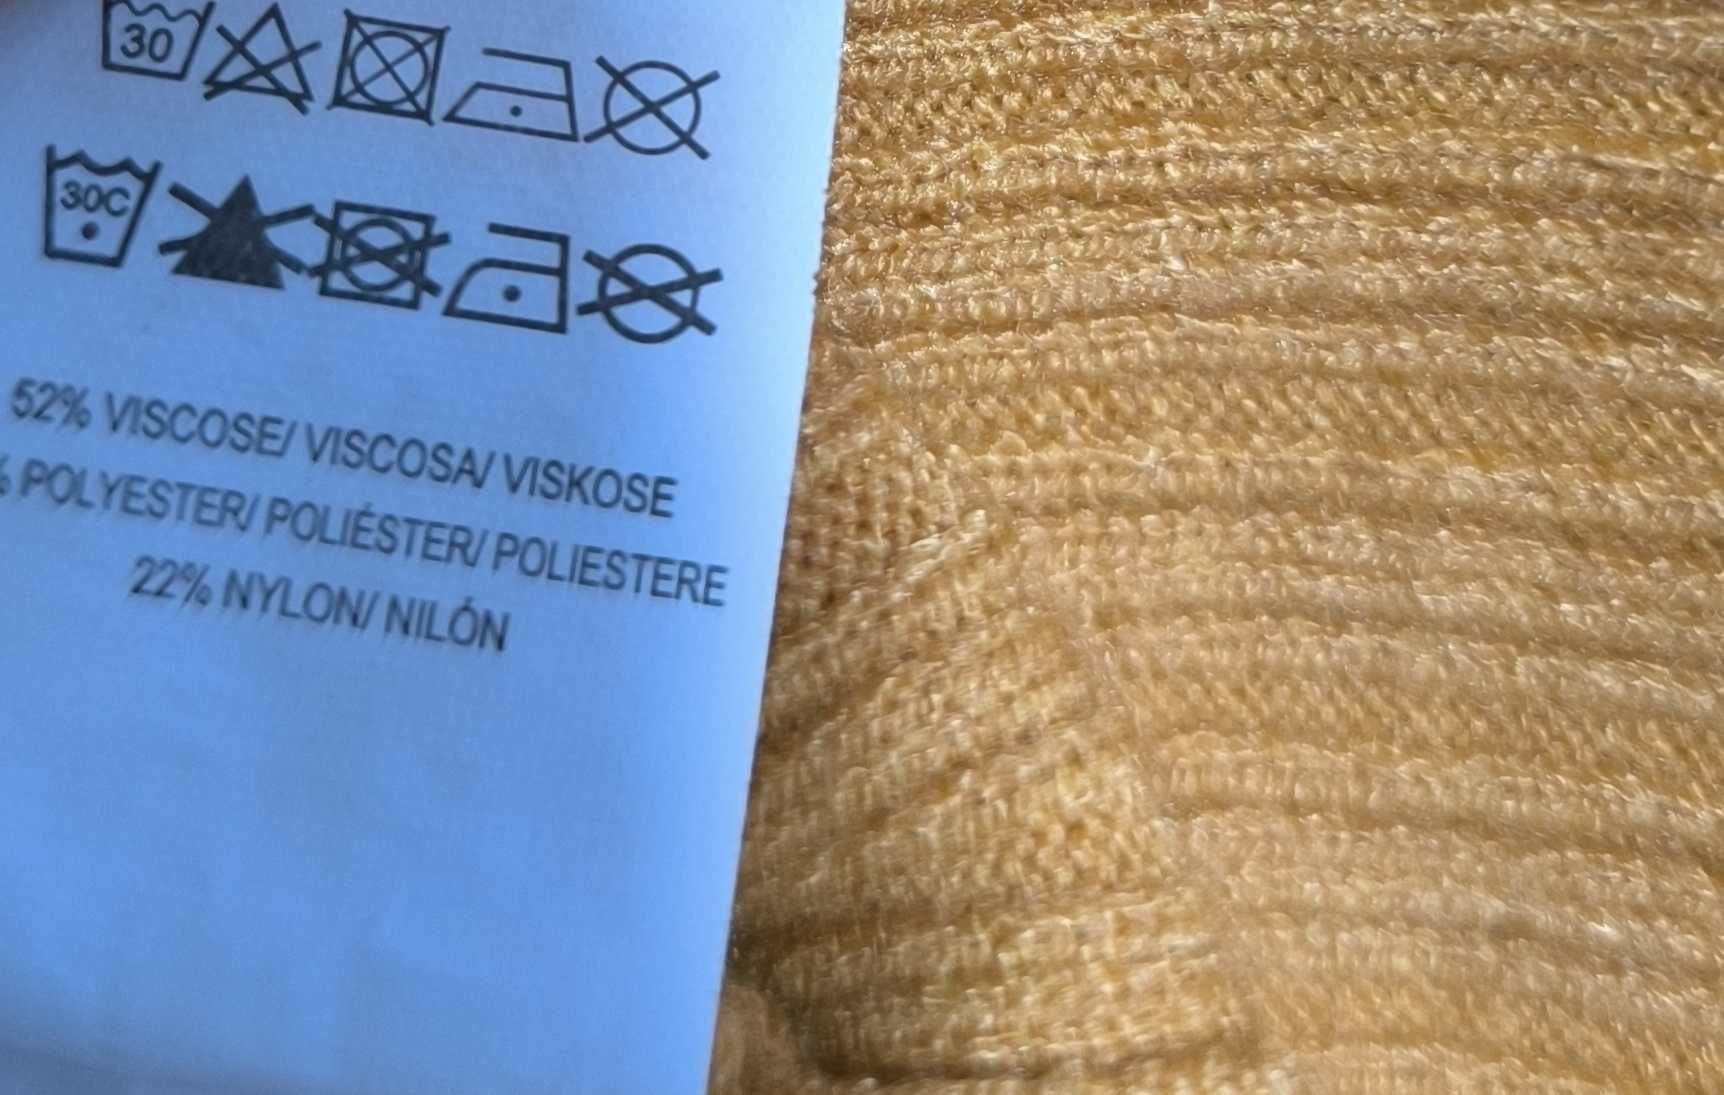 30
30C
52% VISCOSE/ VISCOSA/ VISKOSE
% POLYESTER/ POLIÉSTER/ POLIESTERE
22% NYLON/ NILÓN